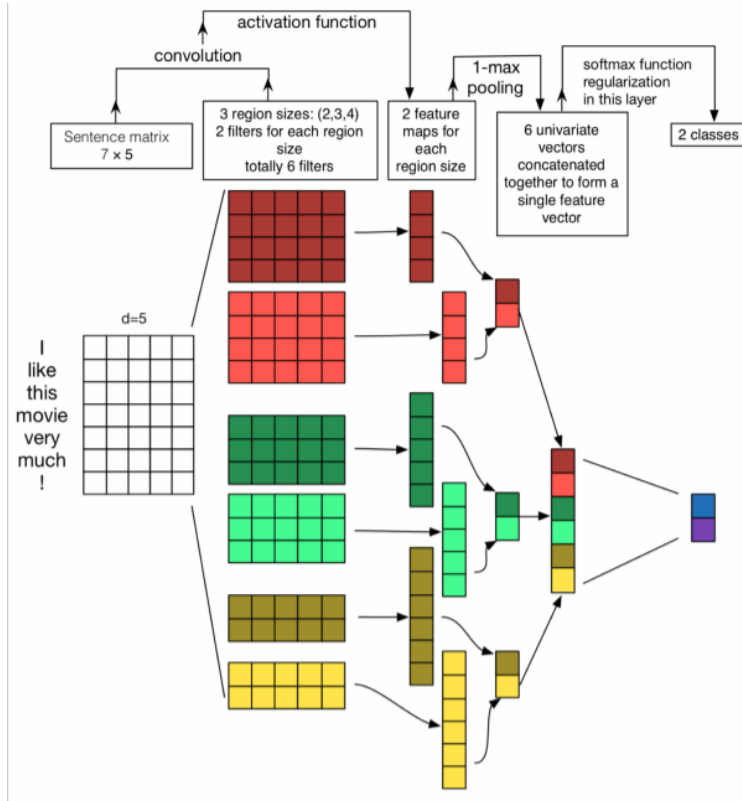 activation function
convolution
1-max
pooling
softmax function
regularization
in this layer
Sentence matrix
7 × 5
3 region sizes: (2,3,4)
2 filters for each region
size
totally 6 filters
2 feature
maps for
each
region size
6 univariate
vectors
concatenated
together to form a
single feature
vector
2 classes
d=5
I
like
this
movie
very
much
!